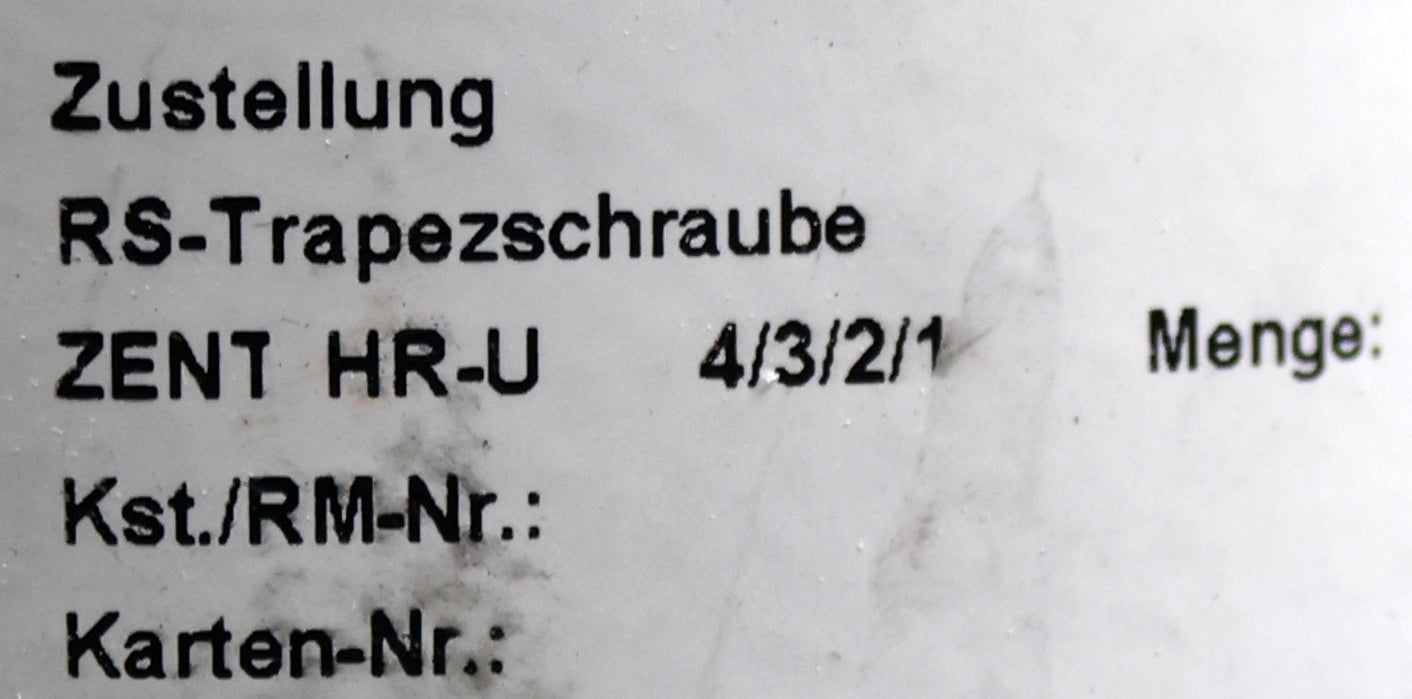 Zustellung
RS-Trapezschraube
ZENT HR-U 4/3/2/1 Menge:
Kst./RM-Nr.:
Karten-Nr.: